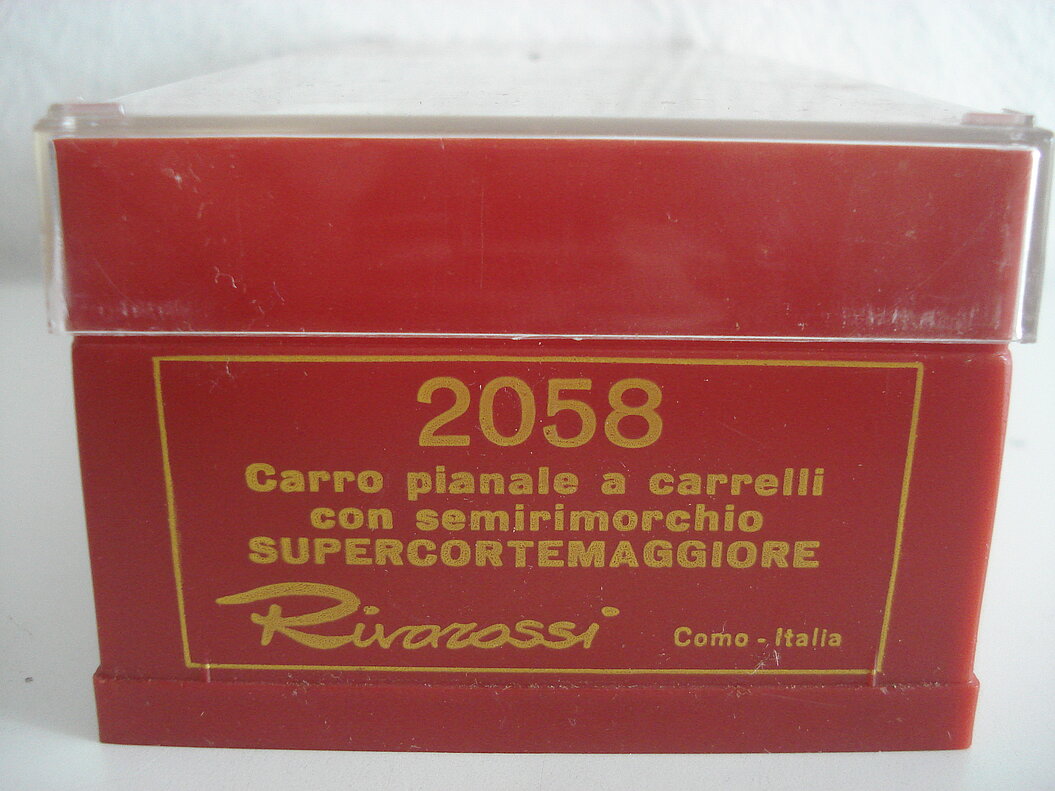 2058
Carro pianale a carrelli
con semirimorchio
SUPERCORTEMAGGIORE
Rivarossi Como - Italia